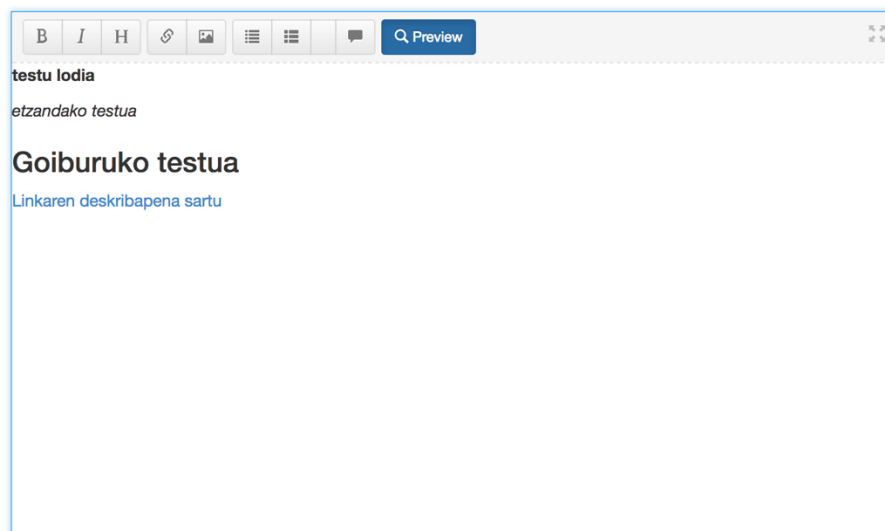 B I H Preview
testu lodia
etzandako testua
Goiburuko testua
Linkaren deskribapena sartu